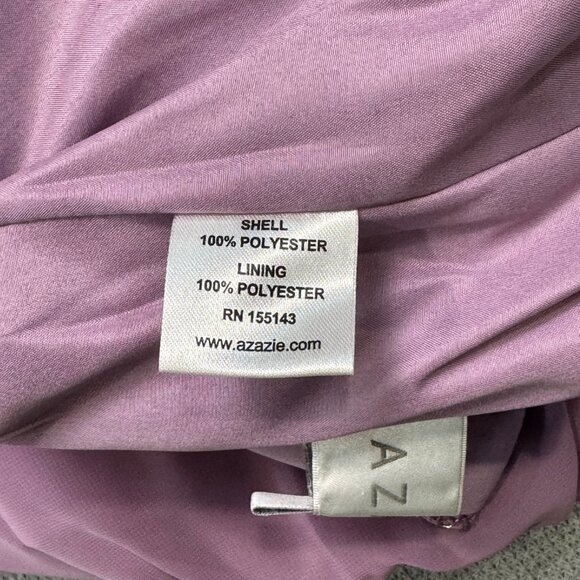 SHELL
100% POLYESTER
LINING
100% POLYESTER
RN 155143
www.azazie.com
AZ